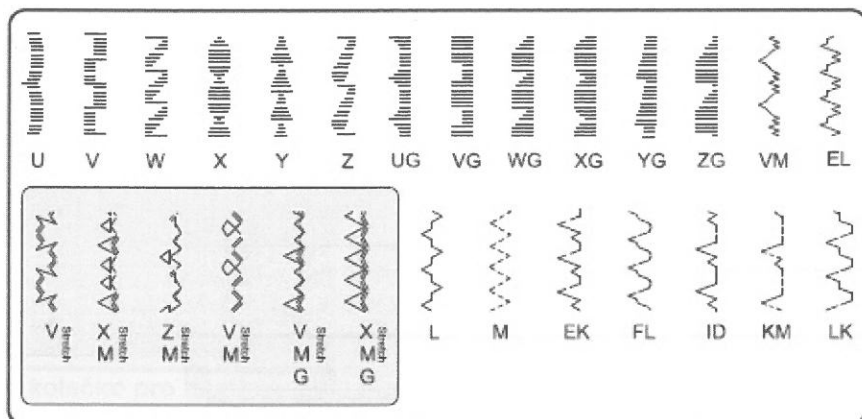 U V W X Y Z UG VG WG XG YG ZG VM EL
V Stretch X M Stretch Z M Stretch V M Stretch V M G Stretch X M G Stretch L M EK FL ID KM LK